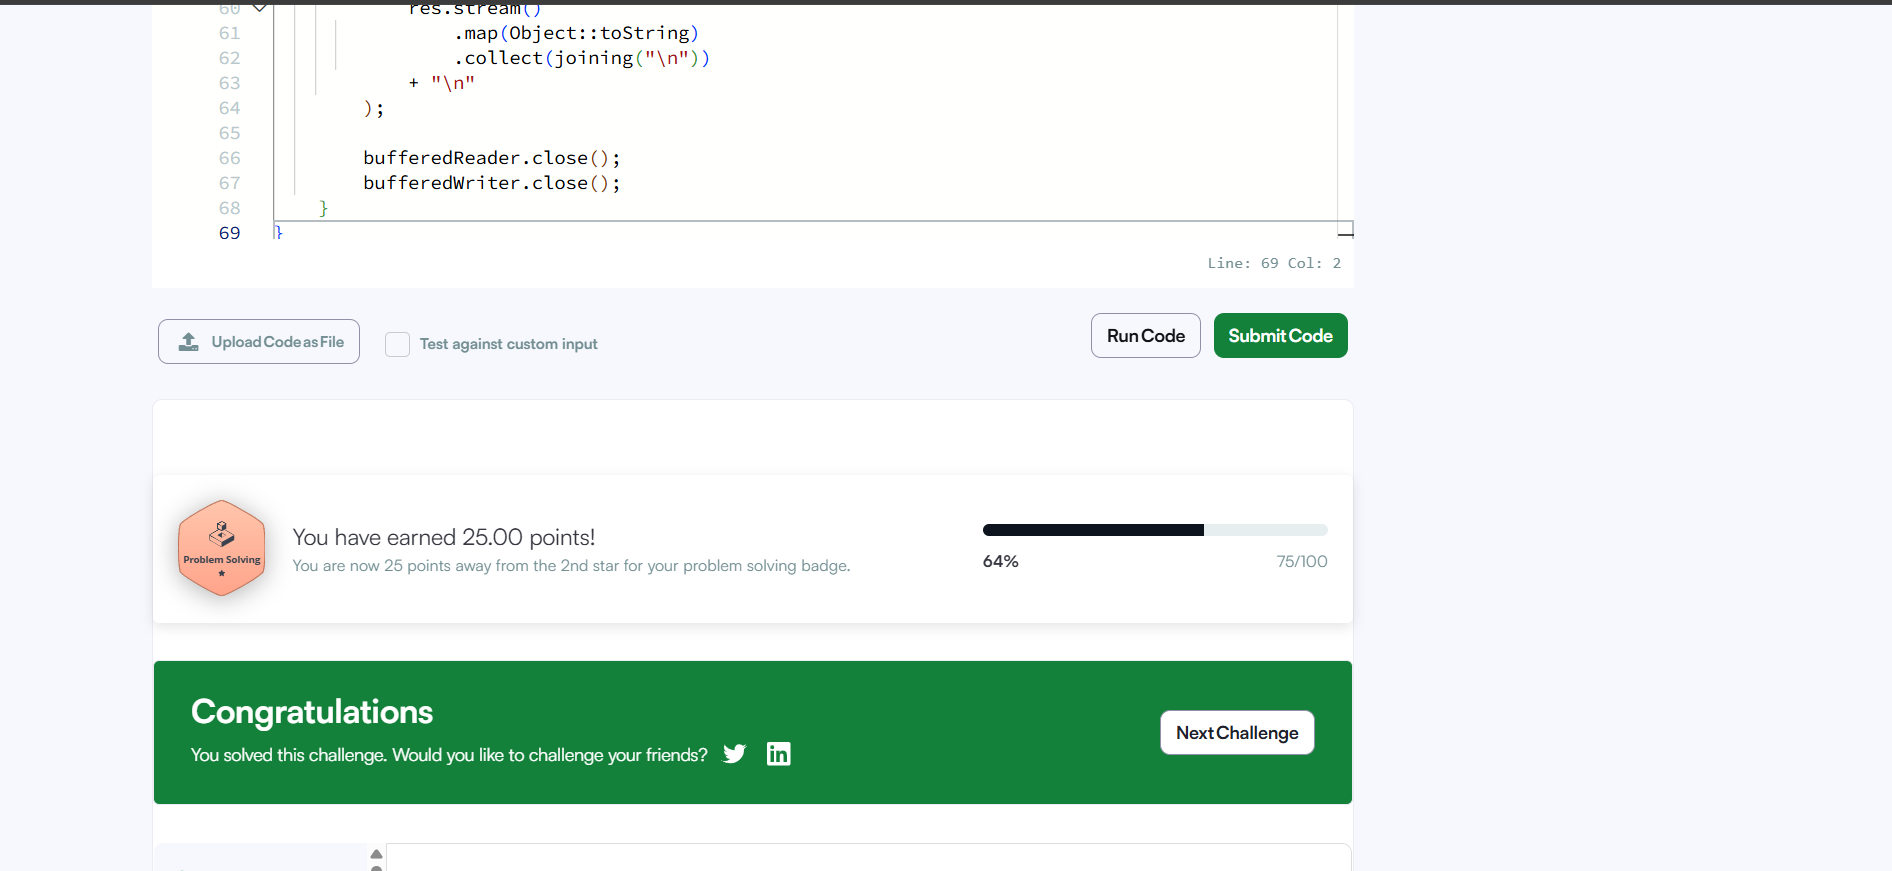 60 res.stream()
61 .map(Object::toString)
62 .collect(joining("\n"))
63 + "\n"
64 );
65
66 bufferedReader.close();
67 bufferedWriter.close();
68 }
69 }
Line: 69 Col: 2
Upload Code as File
Test against custom input
Run Code
Submit Code
Problem Solving
You have earned 25.00 points!
You are now 25 points away from the 2nd star for your problem solving badge.
64%
75/100
Congratulations
You solved this challenge. Would you like to challenge your friends?
in
Next Challenge